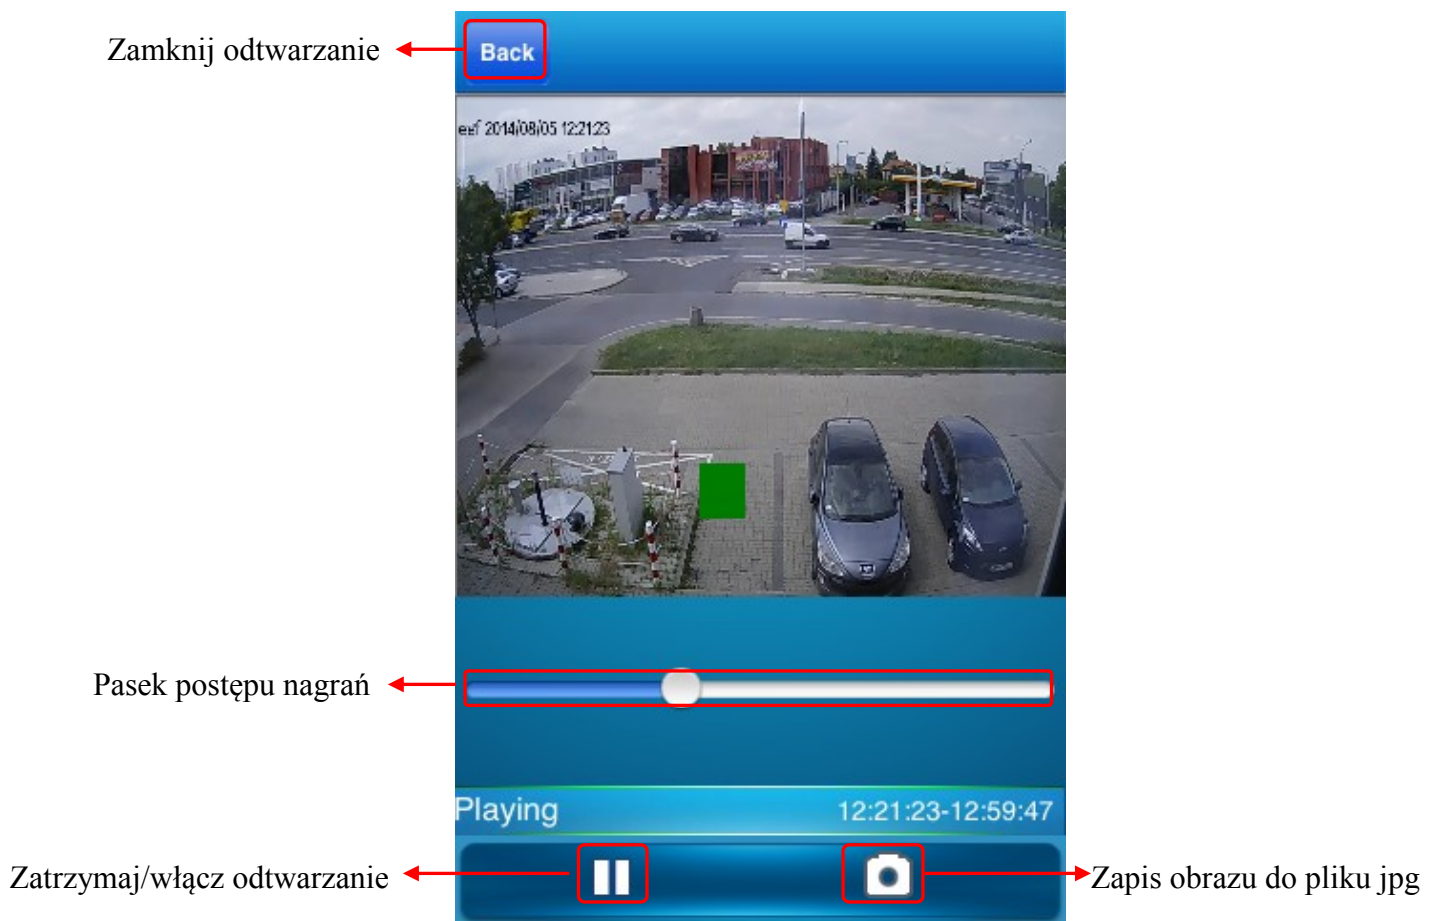 Zamknij odtwarzanie
Back
eef 2014/08/05 12:21:23
Pasek postępu nagrań
Playing
12:21:23-12:59:47
Zatrzymaj/włącz odtwarzanie
Zapis obrazu do pliku jpg